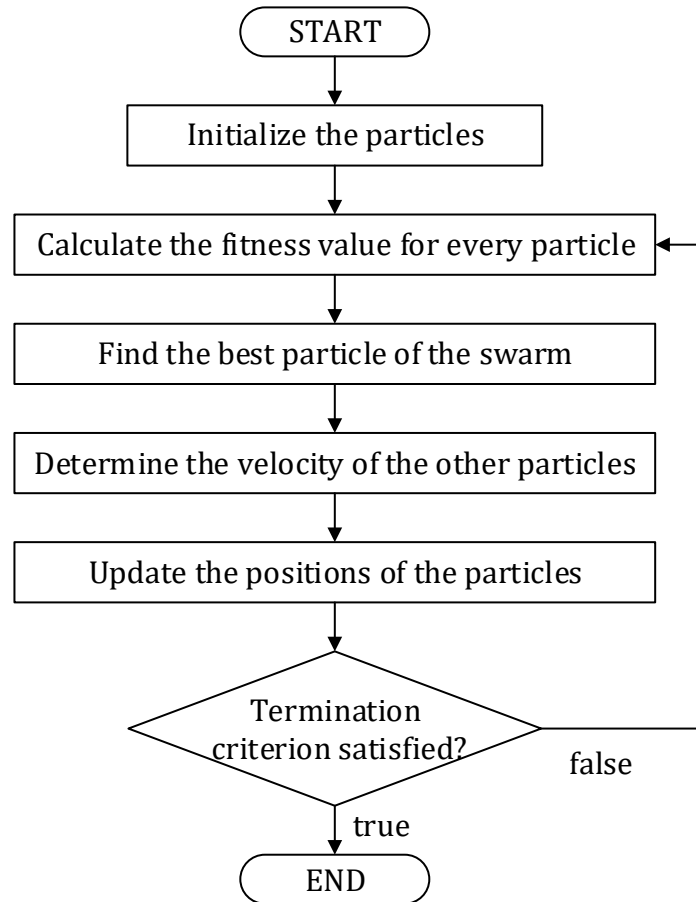 START
Initialize the particles
Calculate the fitness value for every particle
Find the best particle of the swarm
Determine the velocity of the other particles
Update the positions of the particles
Termination
criterion satisfied?
false
true
END